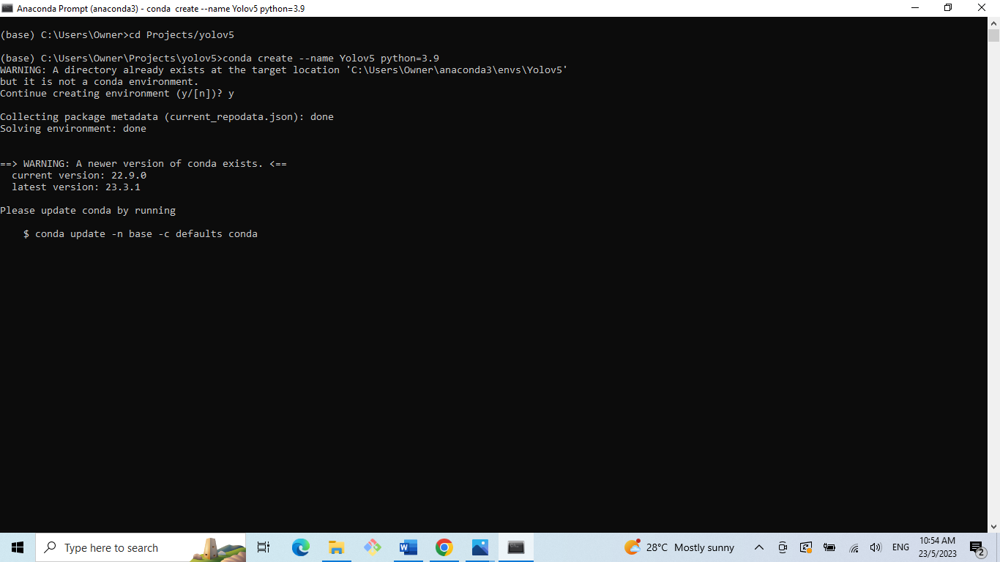 Anaconda Prompt (anaconda3) - conda  create --name Yolov5 python=3.9
(base) C:\Users\Owner>cd Projects/yolov5
(base) C:\Users\Owner\Projects\yolov5>conda create --name Yolov5 python=3.9
WARNING: A directory already exists at the target location 'C:\Users\Owner\anaconda3\envs\Yolov5'
but it is not a conda environment.
Continue creating environment (y/[n])? y
Collecting package metadata (current_repodata.json): done
Solving environment: done
==> WARNING: A newer version of conda exists. <==
  current version: 22.9.0
  latest version: 23.3.1
Please update conda by running
    $ conda update -n base -c defaults conda
Type here to search
28°C Mostly sunny
ENG
10:54 AM
23/5/2023
2